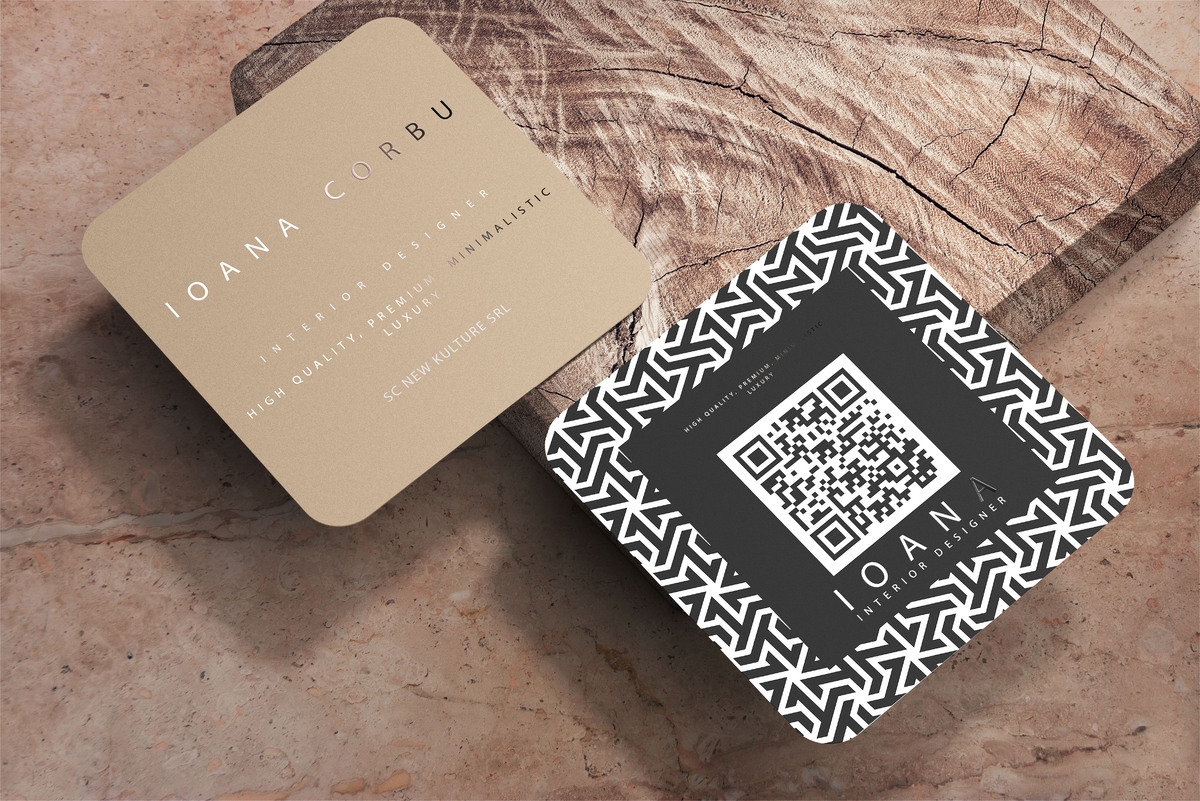 IOANA CORBU
INTERIOR DESIGNER
HIGH QUALITY, PREMIUM MINIMALISTIC
LUXURY
SC NEW KULTURE SRL
HIGH QUALITY, PREMIUM, MINIMALISTIC
LUXURY
IOANA
INTERIOR DESIGNER